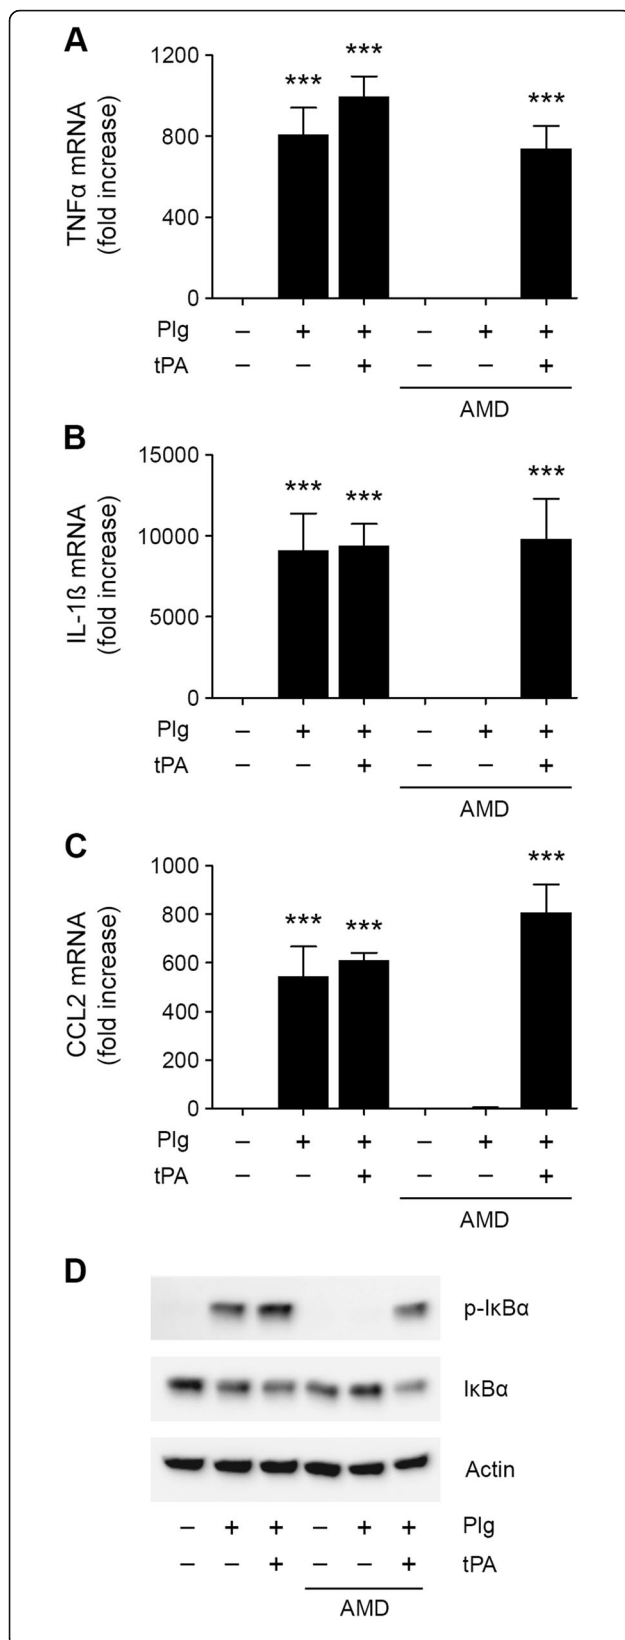 A
TNFα mRNA
(fold increase)
1200
800
400
0
*** *** ***
Plg – + + – + +
tPA – – + – – +
AMD
B
IL-1ß mRNA
(fold increase)
15000
10000
5000
0
*** *** ***
Plg – + + – + +
tPA – – + – – +
AMD
C
CCL2 mRNA
(fold increase)
1000
800
600
400
200
0
*** *** ***
Plg – + + – + +
tPA – – + – – +
AMD
D
p-IκBα
IκBα
Actin
– + + – + + Plg
– – + – – + tPA
AMD